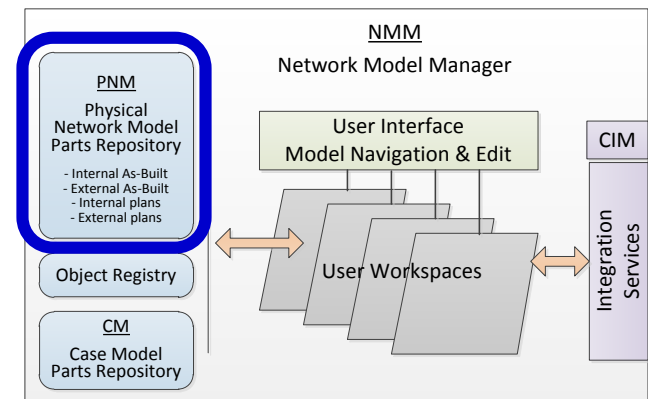 NMM
Network Model Manager
PNM
Physical
Network Model
Parts Repository
- Internal As-Built
- External As-Built
- Internal plans
- External plans
Object Registry
CM
Case Model
Parts Repository
User Interface
Model Navigation & Edit
User Workspaces
CIM
Integration
Services